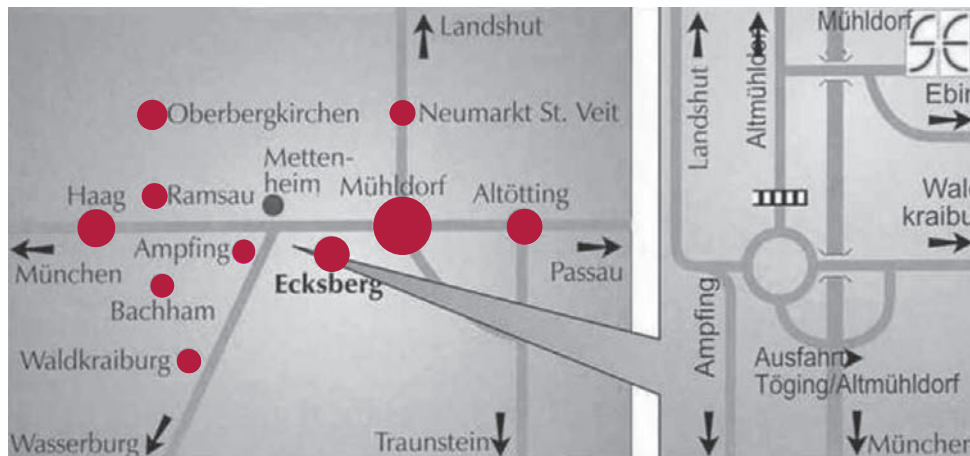 Landshut
Oberbergkirchen
Neumarkt St. Veit
Metten-
heim
Haag
Ramsau
Mühldorf
Altötting
Ampfing
München
Ecksberg
Passau
Bachham
Waldkraiburg
Wasserburg
Traunstein
Mühldorf
Landshut
Altmühldorf
Ebin
Wald
kraibu
Ampfing
Ausfahrt
Töging/Altmühldorf
München